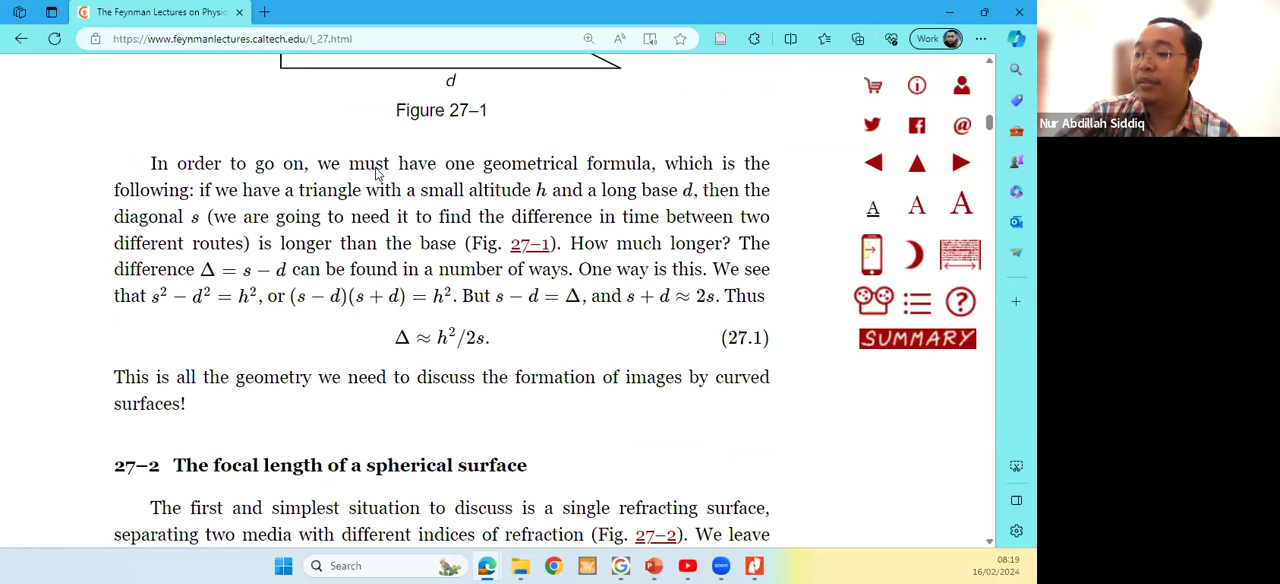 The Feynman Lectures on Physi
https://www.feynmanlectures.caltech.edu/I_27.html
Work
d
Figure 27–1
In order to go on, we must have one geometrical formula, which is the
following: if we have a triangle with a small altitude h and a long base d, then the
diagonal s (we are going to need it to find the difference in time between two
different routes) is longer than the base (Fig. 27–1). How much longer? The
difference Δ = s − d can be found in a number of ways. One way is this. We see
that s² − d² = h², or (s − d)(s + d) = h². But s − d = Δ, and s + d ≈ 2s. Thus
Δ ≈ h²/2s. (27.1)
This is all the geometry we need to discuss the formation of images by curved
surfaces!
27–2 The focal length of a spherical surface
The first and simplest situation to discuss is a single refracting surface,
separating two media with different indices of refraction (Fig. 27–2). We leave
A A A
SUMMARY
Nur Abdillah Siddiq
Search
zoom
08:19
16/02/2024